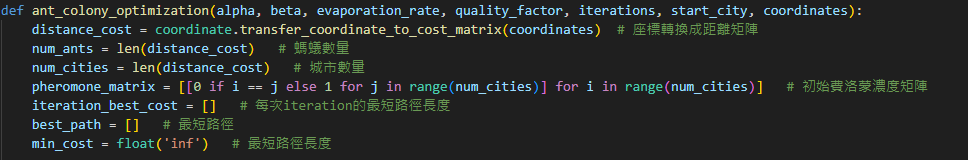 def ant_colony_optimization(alpha, beta, evaporation_rate, quality_factor, iterations, start_city, coordinates):
    distance_cost = coordinate.transfer_coordinate_to_cost_matrix(coordinates)  # 座標轉換成距離矩陣
    num_ants = len(distance_cost)   # 螞蟻數量
    num_cities = len(distance_cost)   # 城市數量
    pheromone_matrix = [[0 if i == j else 1 for j in range(num_cities)] for i in range(num_cities)]   # 初始費洛蒙濃度矩陣
    iteration_best_cost = []  # 每次iteration的最短路徑長度
    best_path = []   # 最短路徑
    min_cost = float('inf')   # 最短路徑長度